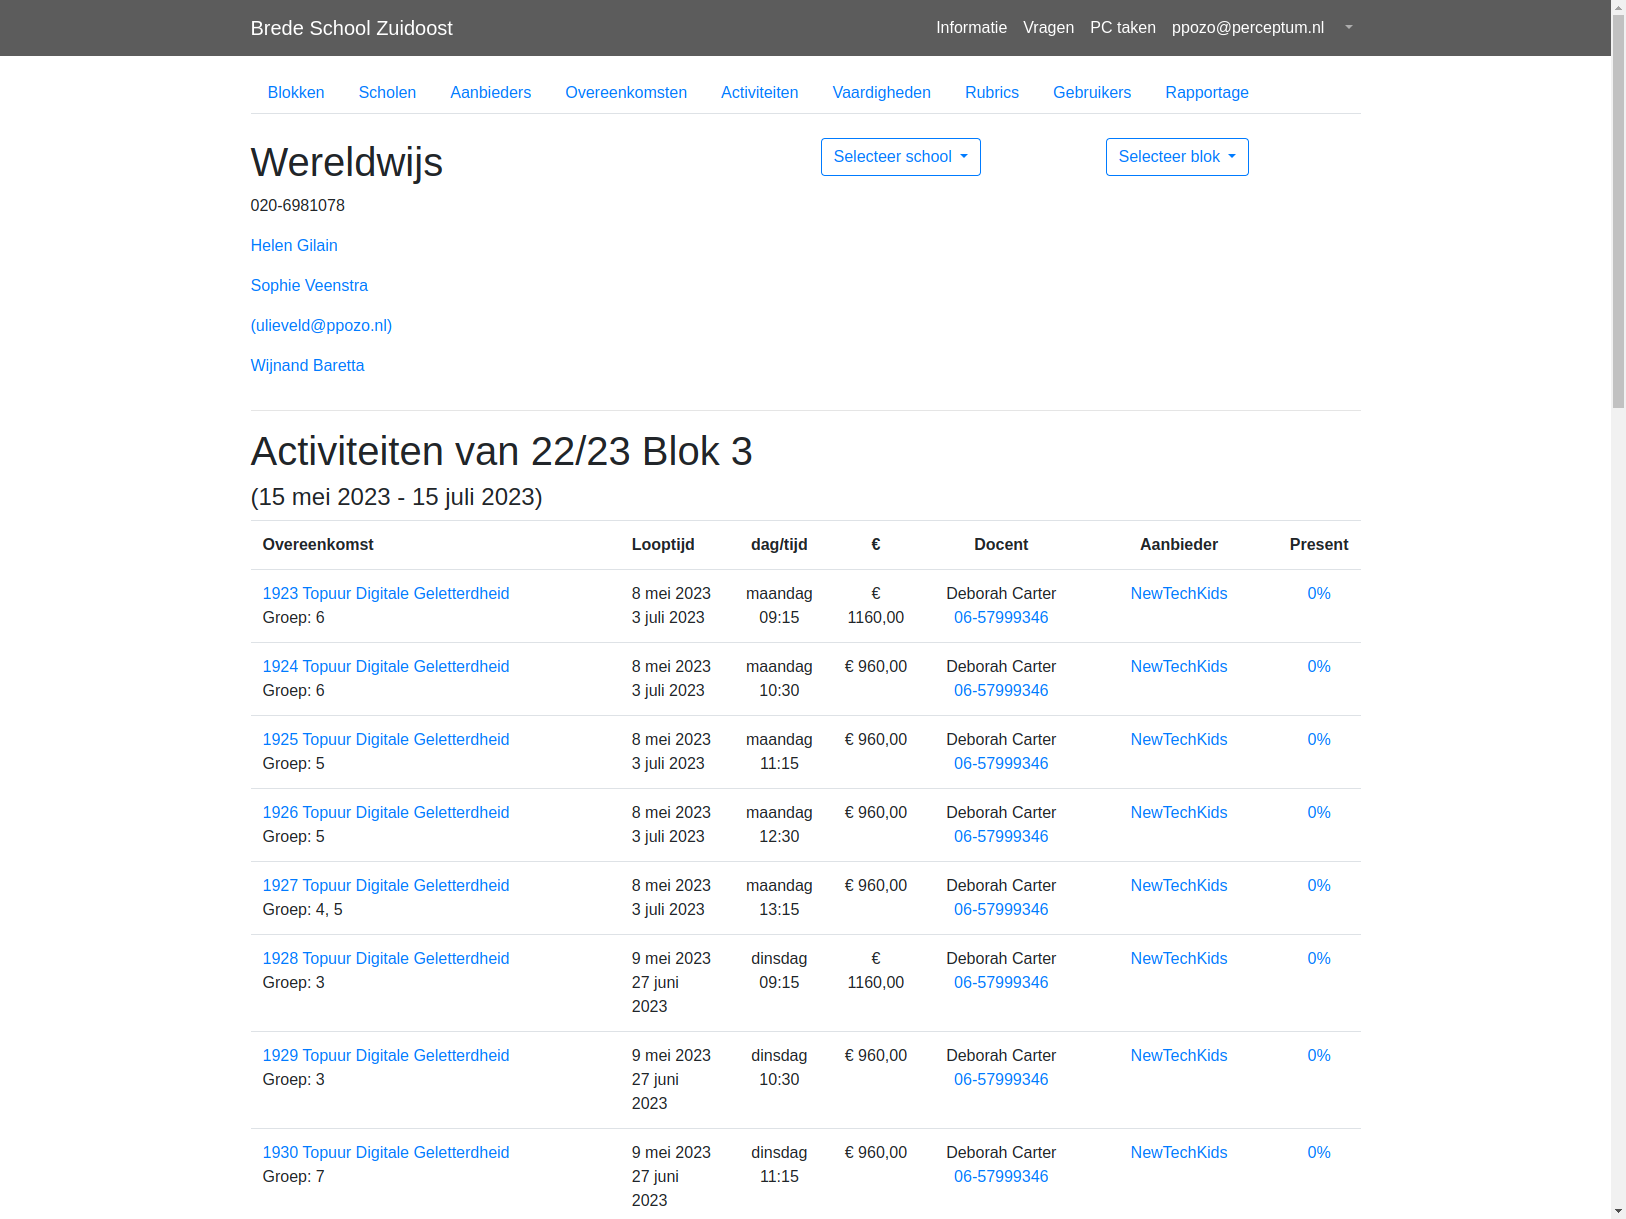 Brede School Zuidoost
Informatie Vragen PC taken ppozo@perceptum.nl
Blokken Scholen Aanbieders Overeenkomsten Activiteiten Vaardigheden Rubrics Gebruikers Rapportage
Wereldwijs
Selecteer school
Selecteer blok
020-6981078
Helen Gilain
Sophie Veenstra
(ulieveld@ppozo.nl)
Wijnand Baretta
Activiteiten van 22/23 Blok 3
(15 mei 2023 - 15 juli 2023)
Overeenkomst Looptijd dag/tijd € Docent Aanbieder Present
1923 Topuur Digitale Geletterdheid 8 mei 2023 maandag € Deborah Carter NewTechKids 0%
Groep: 6 3 juli 2023 09:15 1160,00 06-57999346
1924 Topuur Digitale Geletterdheid 8 mei 2023 maandag € 960,00 Deborah Carter NewTechKids 0%
Groep: 6 3 juli 2023 10:30 06-57999346
1925 Topuur Digitale Geletterdheid 8 mei 2023 maandag € 960,00 Deborah Carter NewTechKids 0%
Groep: 5 3 juli 2023 11:15 06-57999346
1926 Topuur Digitale Geletterdheid 8 mei 2023 maandag € 960,00 Deborah Carter NewTechKids 0%
Groep: 5 3 juli 2023 12:30 06-57999346
1927 Topuur Digitale Geletterdheid 8 mei 2023 maandag € 960,00 Deborah Carter NewTechKids 0%
Groep: 4, 5 3 juli 2023 13:15 06-57999346
1928 Topuur Digitale Geletterdheid 9 mei 2023 dinsdag € Deborah Carter NewTechKids 0%
Groep: 3 27 juni 09:15 1160,00 06-57999346
2023
1929 Topuur Digitale Geletterdheid 9 mei 2023 dinsdag € 960,00 Deborah Carter NewTechKids 0%
Groep: 3 27 juni 10:30 06-57999346
2023
1930 Topuur Digitale Geletterdheid 9 mei 2023 dinsdag € 960,00 Deborah Carter NewTechKids 0%
Groep: 7 27 juni 11:15 06-57999346
2023